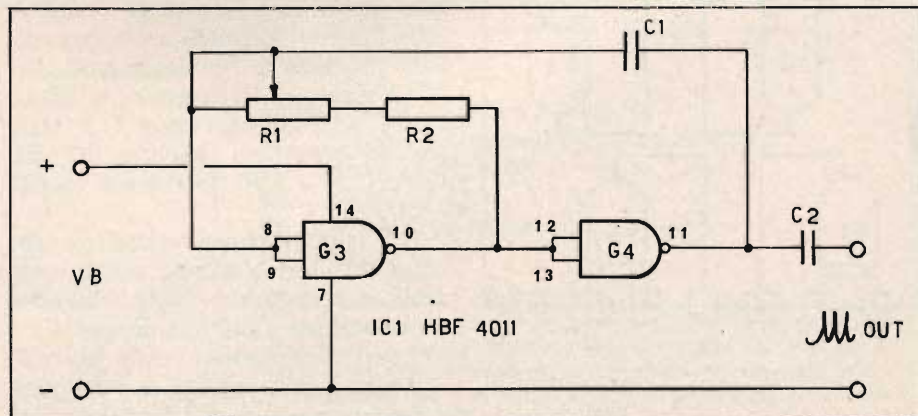 C1
R1 R2
+
14
8 10 12 11 C2
G3 G4
9 13
VB 7
IC1 HBF 4011
OUT
-